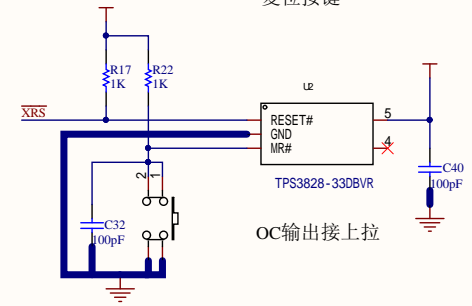 复位按键
R17
1K
R22
1K
U2
XRS
RESET#
GND
MR#
5
4
TPS3828-33DBVR
C40
100pF
2
1
C32
100pF
OC输出接上拉